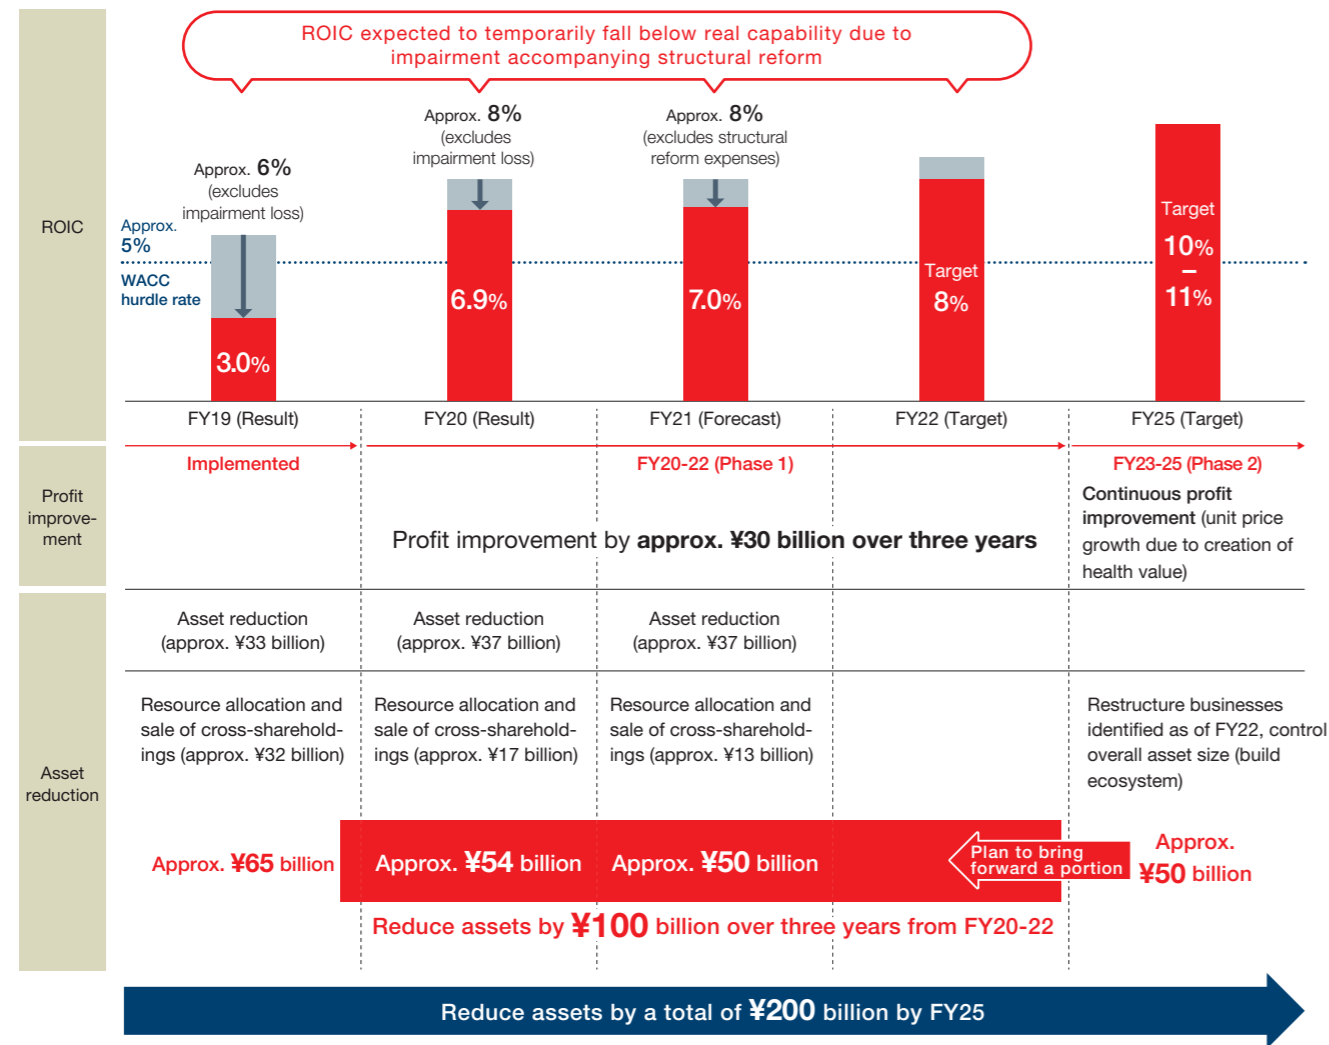 ROIC expected to temporarily fall below real capability due to
impairment accompanying structural reform
ROIC
Approx.
5%
WACC
hurdle rate
Approx. 6%
(excludes
impairment loss)
3.0%
Approx. 8%
(excludes
impairment loss)
6.9%
Approx. 8%
(excludes structural
reform expenses)
7.0%
Target
8%
Target
10%
–
11%
FY19 (Result)
FY20 (Result)
FY21 (Forecast)
FY22 (Target)
FY25 (Target)
Implemented
FY20-22 (Phase 1)
FY23-25 (Phase 2)
Profit
improve-
ment
Profit improvement by approx. ¥30 billion over three years
Continuous profit
improvement (unit price
growth due to creation of
health value)
Asset
reduction
Asset reduction
(approx. ¥33 billion)
Asset reduction
(approx. ¥37 billion)
Asset reduction
(approx. ¥37 billion)
Resource allocation and
sale of cross-sharehold-
ings (approx. ¥32 billion)
Resource allocation and
sale of cross-sharehold-
ings (approx. ¥17 billion)
Resource allocation and
sale of cross-sharehold-
ings (approx. ¥13 billion)
Restructure businesses
identified as of FY22, control
overall asset size (build
ecosystem)
Approx. ¥65 billion
Approx. ¥54 billion
Approx. ¥50 billion
Plan to bring
forward a portion
Approx.
¥50 billion
Reduce assets by ¥100 billion over three years from FY20-22
Reduce assets by a total of ¥200 billion by FY25